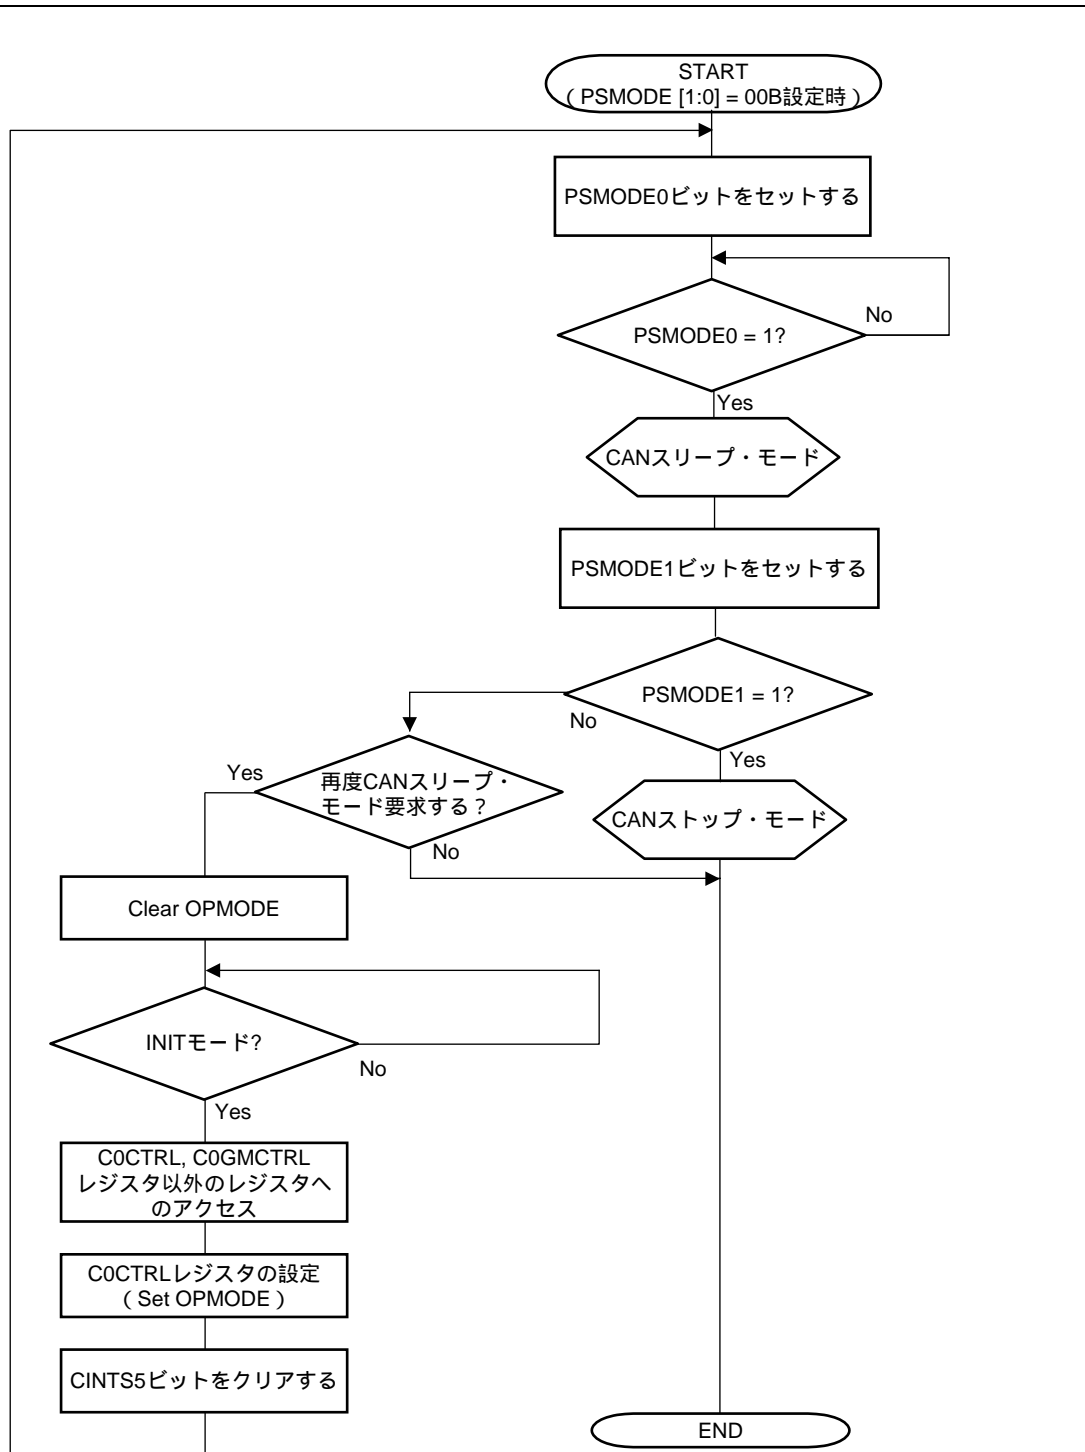 START
( PSMODE [1:0] = 00B設定時 )
PSMODE0ビットをセットする
PSMODE0 = 1?
No
Yes
CANスリープ・モード
PSMODE1ビットをセットする
PSMODE1 = 1?
No
Yes
再度CANスリープ・
モード要求する？
Yes
No
CANストップ・モード
Clear OPMODE
INITモード?
No
Yes
C0CTRL, C0GMCTRL
レジスタ以外のレジスタへ
のアクセス
C0CTRLレジスタの設定
( Set OPMODE )
CINTS5ビットをクリアする
END